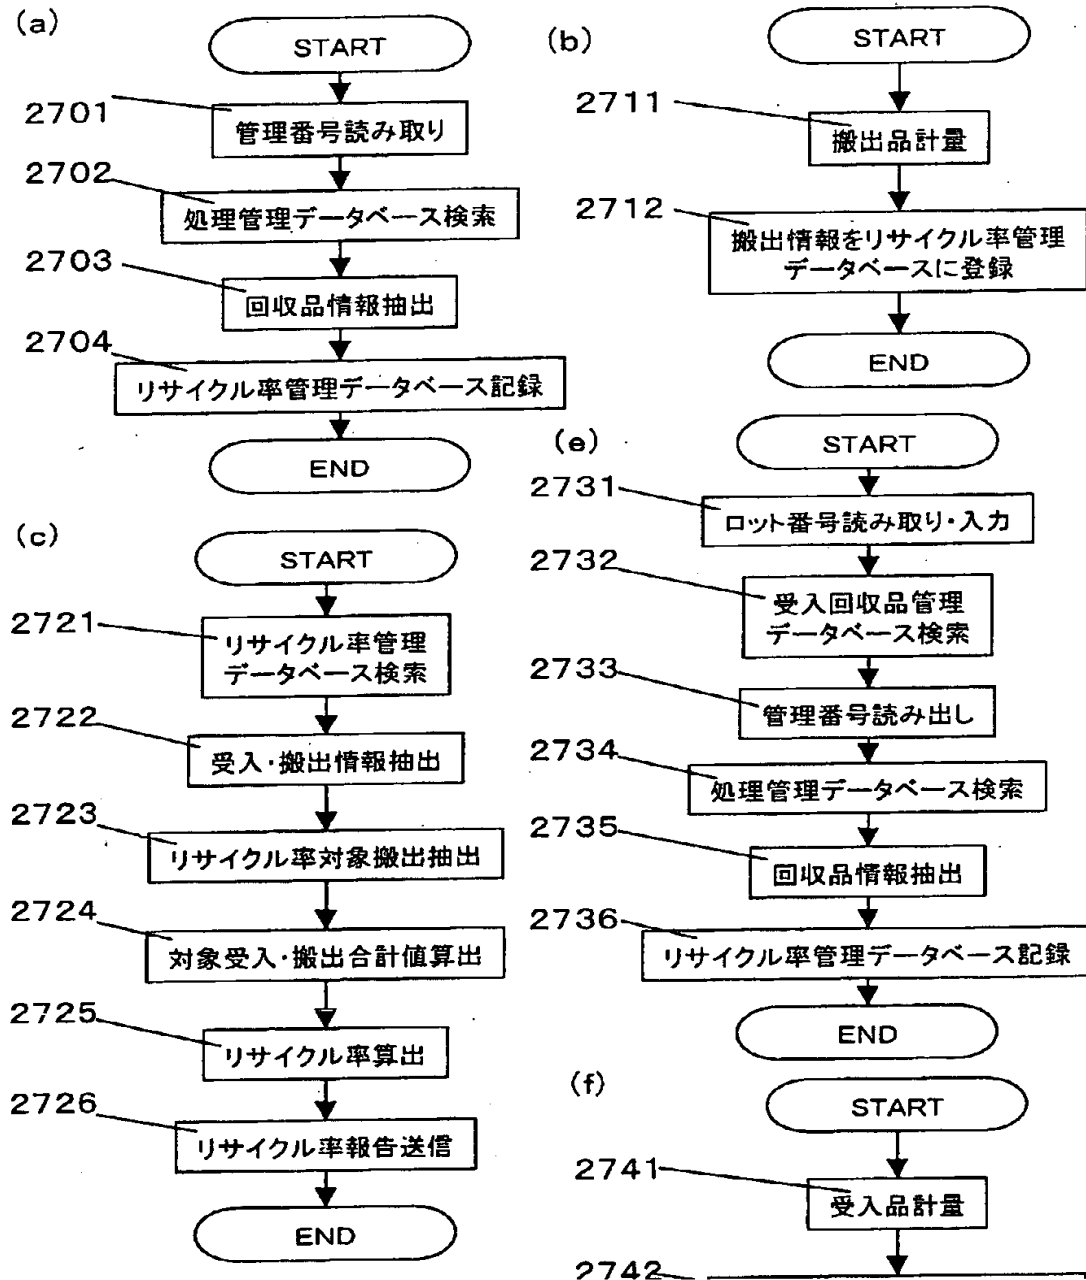 (a)
START
2701
管理番号読み取り
2702
処理管理データベース検索
2703
回収品情報抽出
2704
リサイクル率管理データベース記録
END
(b)
START
2711
搬出品計量
2712
搬出情報をリサイクル率管理
データベースに登録
END
(c)
START
2721
リサイクル率管理
データベース検索
2722
受入・搬出情報抽出
2723
リサイクル率対象搬出抽出
2724
対象受入・搬出合計値算出
2725
リサイクル率算出
2726
リサイクル率報告送信
END
(e)
START
2731
ロット番号読み取り・入力
2732
受入回収品管理
データベース検索
2733
管理番号読み出し
2734
処理管理データベース検索
2735
回収品情報抽出
2736
リサイクル率管理データベース記録
END
(f)
START
2741
受入品計量
2742